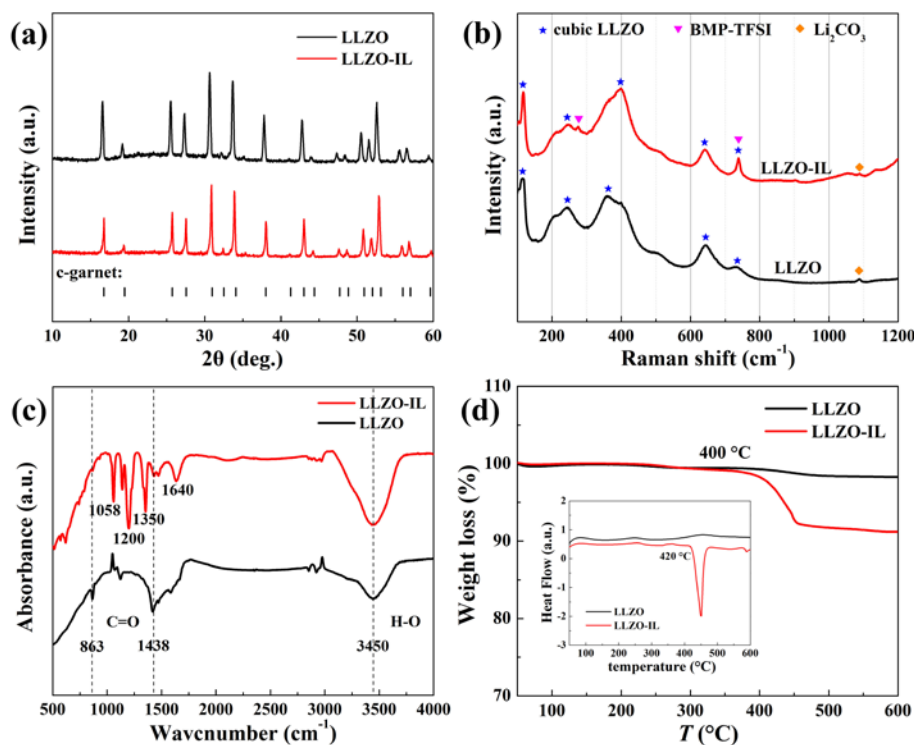 (a)
LLZO
LLZO-IL
c-garnet:
Intensity (a.u.)
10 20 30 40 50 60
2θ (deg.)
(b)
cubic LLZO BMP-TFSI Li₂CO₃
LLZO-IL
LLZO
Intensity (a.u.)
200 400 600 800 1000 1200
Raman shift (cm⁻¹)
(c)
LLZO-IL
LLZO
1058
1200
1350
1640
C=O
H-O
863
1438
3450
Absorbance (a.u.)
500 1000 1500 2000 2500 3000 3500 4000
Wavcnumber (cm⁻¹)
(d)
LLZO
LLZO-IL
400 °C
Weight loss (%)
110
100
90
80
70
Heat Flow (a.u.)
2
1
0
-1
-2
-3
420 °C
LLZO
LLZO-IL
100 200 300 400 500 600
temperature (°C)
100 200 300 400 500 600
T (°C)